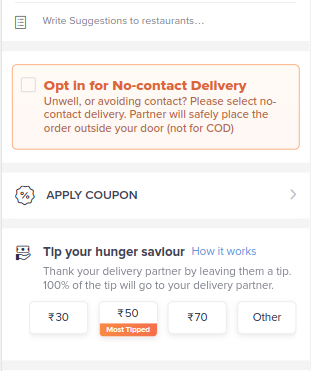 Write Suggestions to restaurants...
Opt in for No-contact Delivery
Unwell, or avoiding contact? Please select no-
contact delivery. Partner will safely place the
order outside your door (not for COD)
APPLY COUPON
Tip your hunger saviour How it works
Thank your delivery partner by leaving them a tip.
100% of the tip will go to your delivery partner.
₹30 ₹50 ₹70 Other
Most Tipped